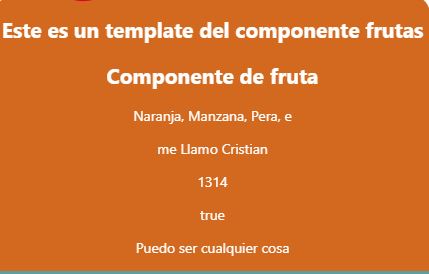 Este es un template del componente frutas
Componente de fruta
Naranja, Manzana, Pera, e
me Llamo Cristian
1314
true
Puedo ser cualquier cosa